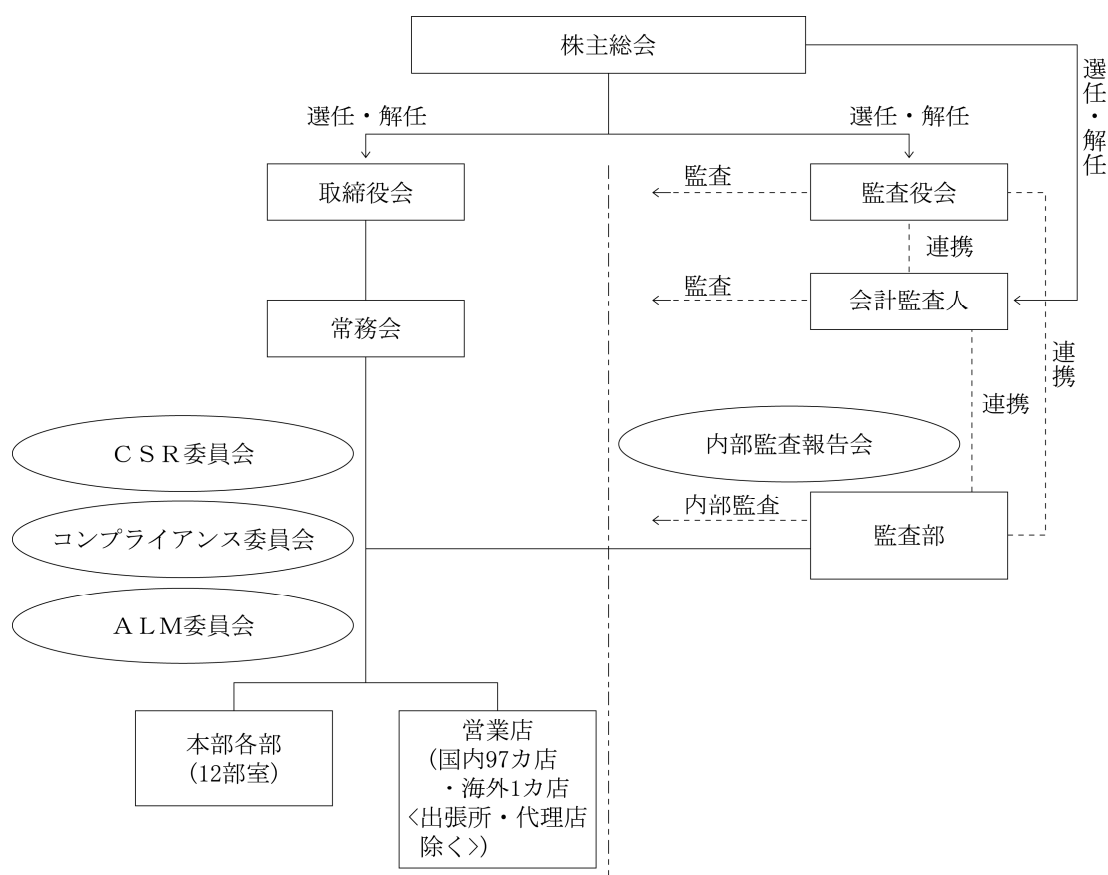 株主総会
選任・解任
選任・解任
選任・解任
取締役会
監査
監査役会
連携
監査
会計監査人
常務会
連携
連携
CSR委員会
内部監査報告会
内部監査
監査部
コンプライアンス委員会
ALM委員会
本部各部
(12部室)
営業店
(国内97カ店
・海外1カ店
<出張所・代理店
除く>)